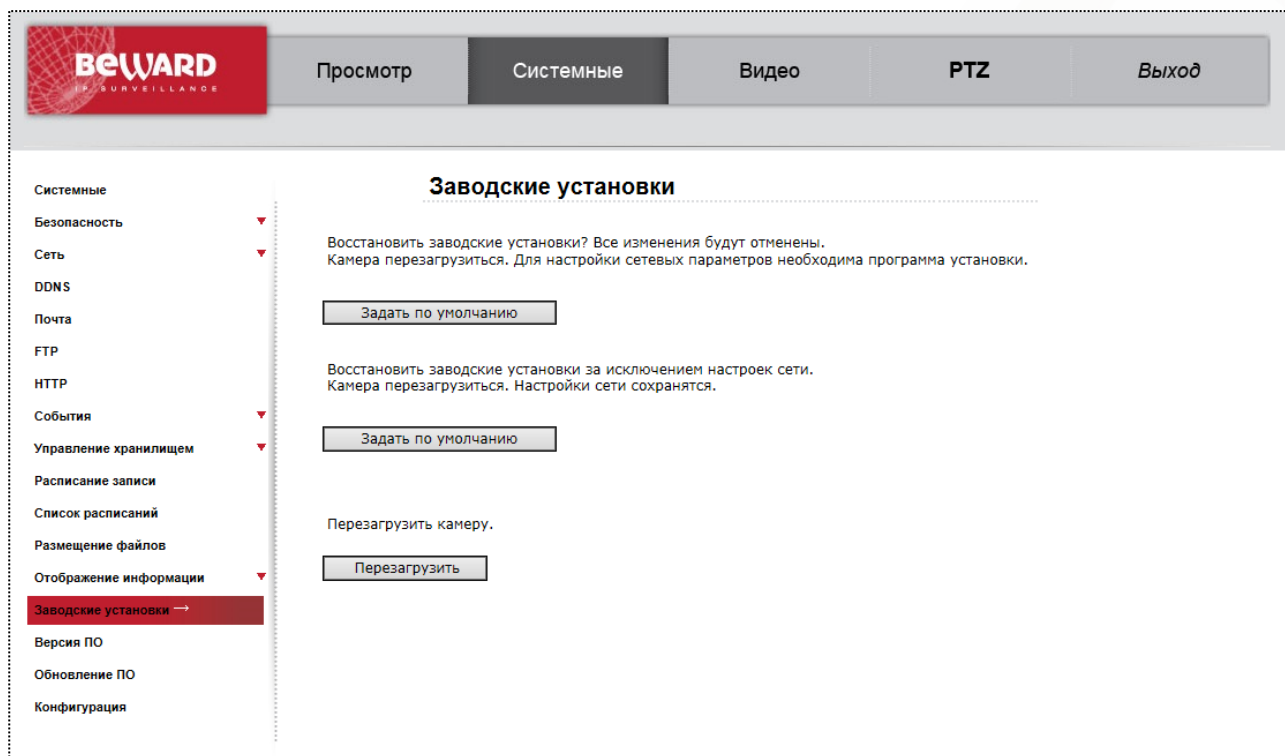 BEWARD
IP SURVEILLANCE
Просмотр
Системные
Видео
PTZ
Выход
Системные
Безопасность
Сеть
DDNS
Почта
FTP
HTTP
События
Управление хранилищем
Расписание записи
Список расписаний
Размещение файлов
Отображение информации
Заводские установки →
Версия ПО
Обновление ПО
Конфигурация
Заводские установки
Восстановить заводские установки? Все изменения будут отменены.
Камера перезагрузиться. Для настройки сетевых параметров необходима программа установки.
Задать по умолчанию
Восстановить заводские установки за исключением настроек сети.
Камера перезагрузиться. Настройки сети сохранятся.
Задать по умолчанию
Перезагрузить камеру.
Перезагрузить